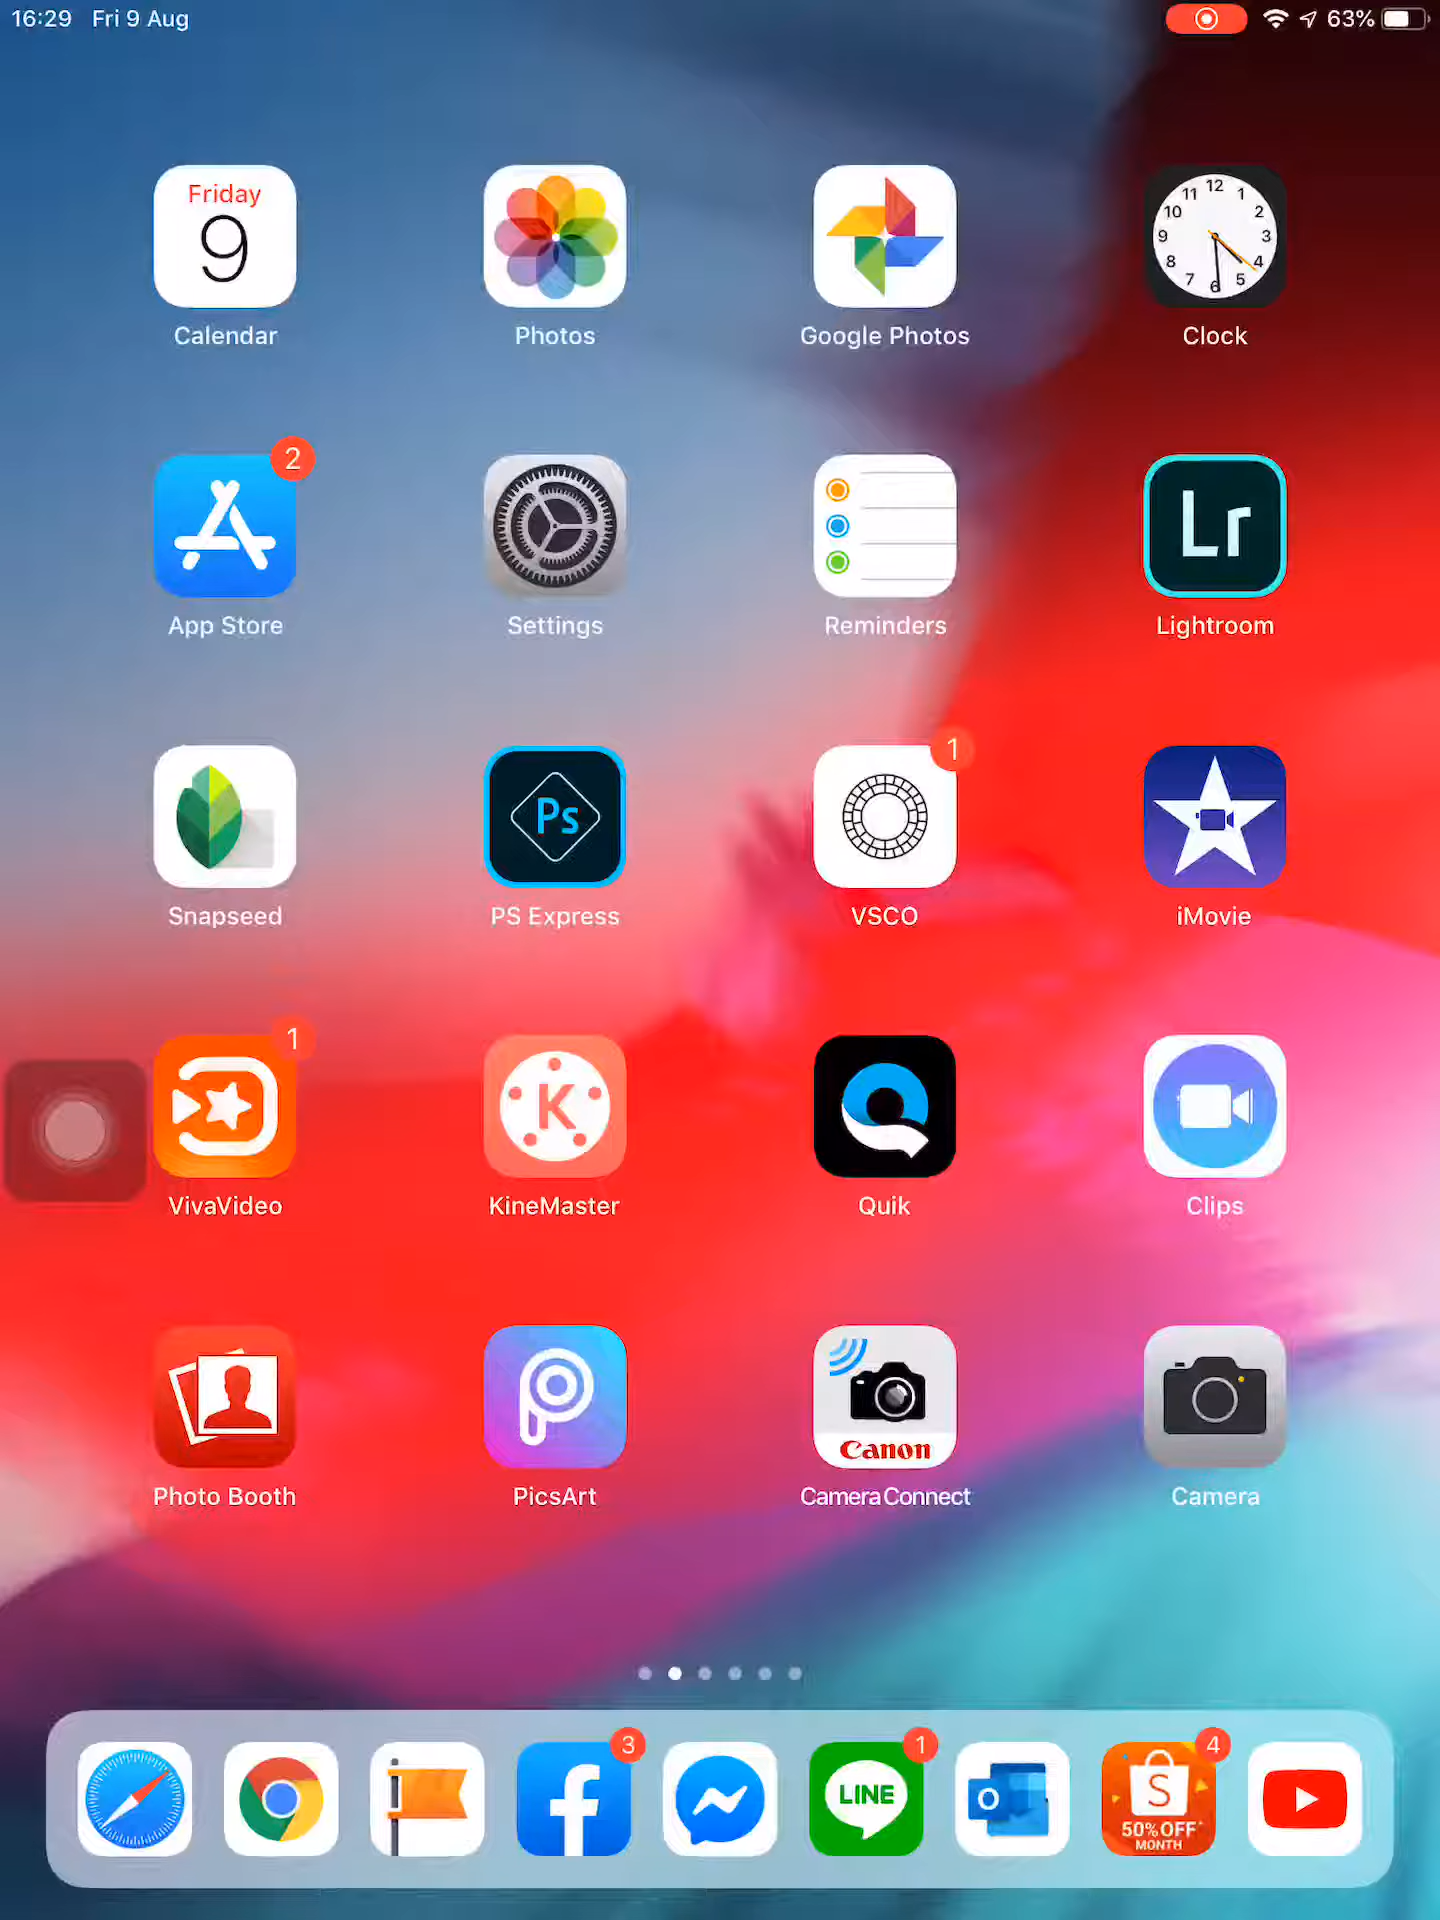 16:29 Fri 9 Aug 63%
Friday
9
12 1 2 3 4 5 6 7 8 9 10 11
Calendar Photos Google Photos Clock
2
Lr
App Store Settings Reminders Lightroom
1
Ps
Snapseed PS Express VSCO iMovie
1
K
VivaVideo KineMaster Quik Clips
Canon
Photo Booth PicsArt CameraConnect Camera
3 1 4
LINE
O
S
50% OFF
MONTH